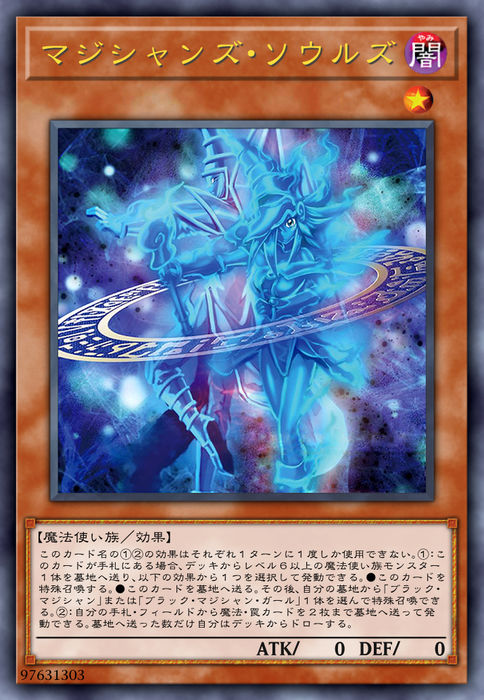 マジシャンズ・ソウルズ
やみ
闇
【魔法使い族/効果】
このカード名の①②の効果はそれぞれ1ターンに1度しか使用できない。①:こ
のカードが手札にある場合、デッキからレベル6以上の魔法使い族モンスター
1体を墓地へ送り、以下の効果から1つを選択して発動できる。●このカードを
特殊召喚する。●このカードを墓地へ送る。その後、自分の墓地から「ブラック・
マジシャン」または「ブラック・マジシャン・ガール」1体を選んで特殊召喚でき
る。②:自分の手札・フィールドから魔法・罠カードを2枚まで墓地へ送って発
動できる。墓地へ送った数だけ自分はデッキからドローする。
ATK/ 0 DEF/ 0
97631303